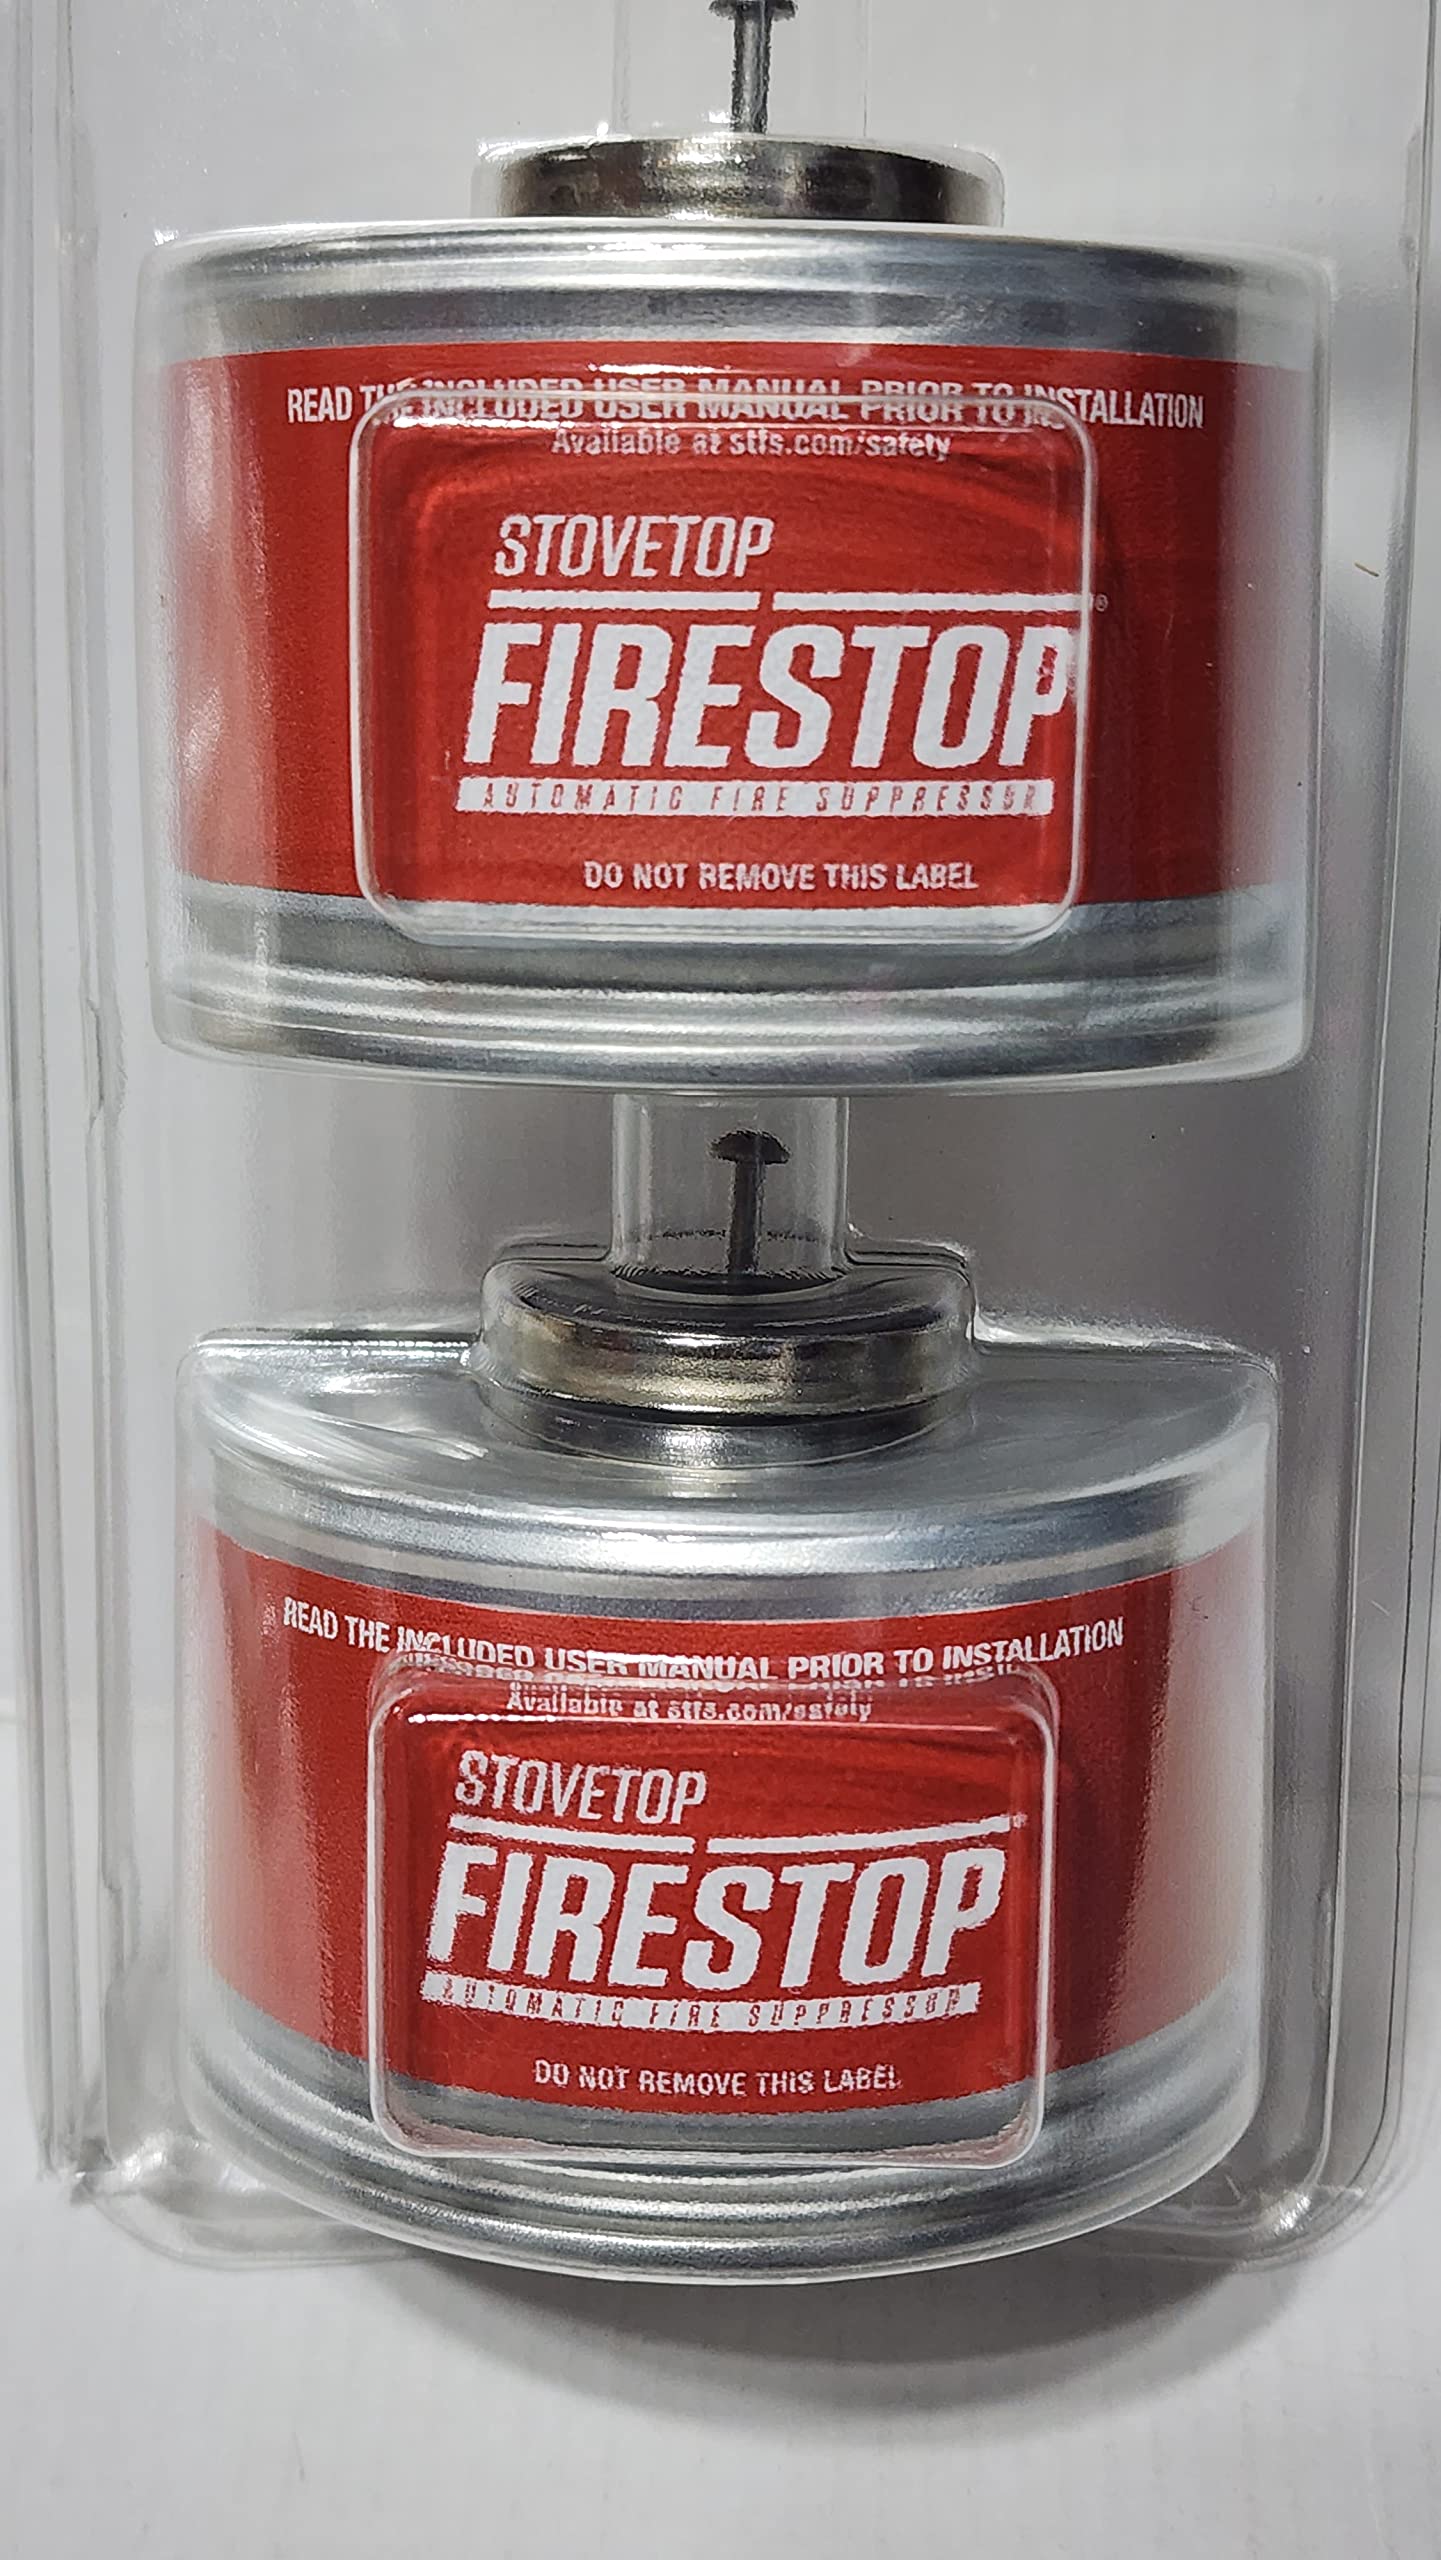 READ THE INCLUDED USER MANUAL PRIOR TO INSTALLATION
Available at stfs.com/safety
STOVETOP
FIRESTOP®
AUTOMATIC FIRE SUPPRESSOR
DO NOT REMOVE THIS LABEL
READ THE INCLUDED USER MANUAL PRIOR TO INSTALLATION
Available at stfs.com/safety
STOVETOP
FIRESTOP®
AUTOMATIC FIRE SUPPRESSOR
DO NOT REMOVE THIS LABEL